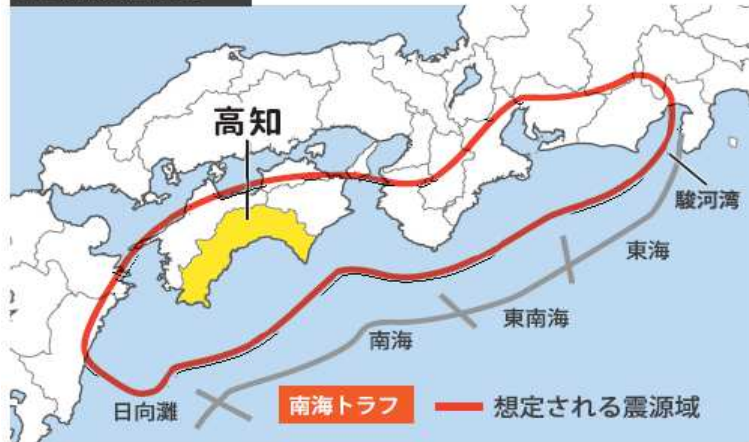 高知
駿河湾
東海
東南海
南海
日向灘
南海トラフ
想定される震源域